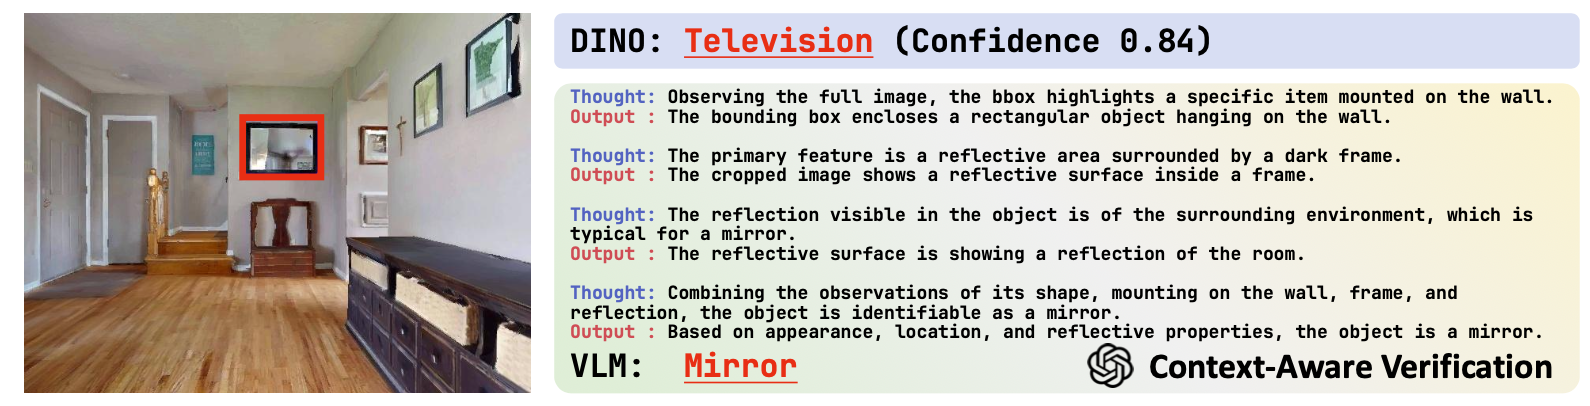 DINO: Television (Confidence 0.84)
Thought: Observing the full image, the bbox highlights a specific item mounted on the wall.
Output : The bounding box encloses a rectangular object hanging on the wall.
Thought: The primary feature is a reflective area surrounded by a dark frame.
Output : The cropped image shows a reflective surface inside a frame.
Thought: The reflection visible in the object is of the surrounding environment, which is
typical for a mirror.
Output : The reflective surface is showing a reflection of the room.
Thought: Combining the observations of its shape, mounting on the wall, frame, and
reflection, the object is identifiable as a mirror.
Output : Based on appearance, location, and reflective properties, the object is a mirror.
VLM: Mirror
Context-Aware Verification